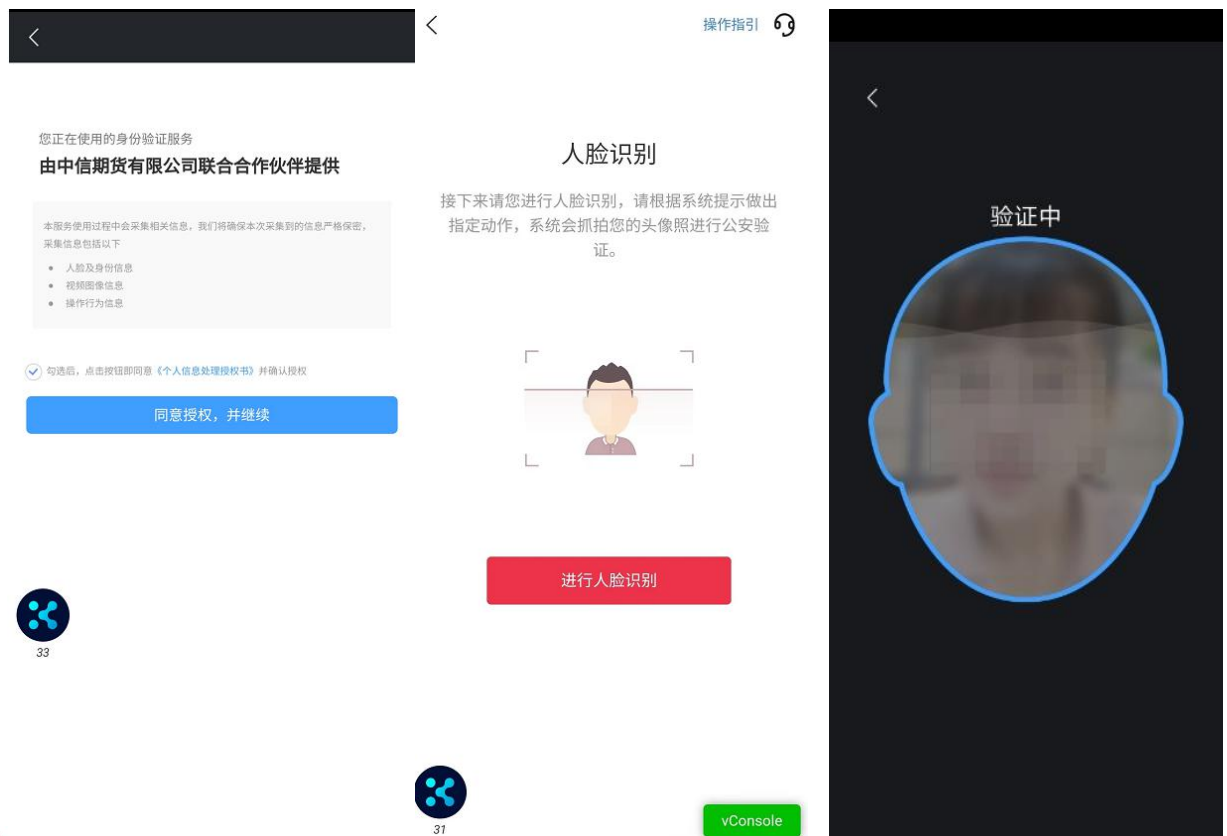 您正在使用的身份验证服务
由中信期货有限公司联合合作伙伴提供
本服务使用过程中会采集相关信息，我们将确保本次采集到的信息严格保密，
采集信息包括以下
人脸及身份信息
视频图像信息
操作行为信息
勾选后，点击按钮即同意《个人信息处理授权书》并确认授权
同意授权，并继续
33
操作指引
人脸识别
接下来请您进行人脸识别，请根据系统提示做出
指定动作，系统会抓拍您的头像照进行公安验
证。
进行人脸识别
31
vConsole
验证中